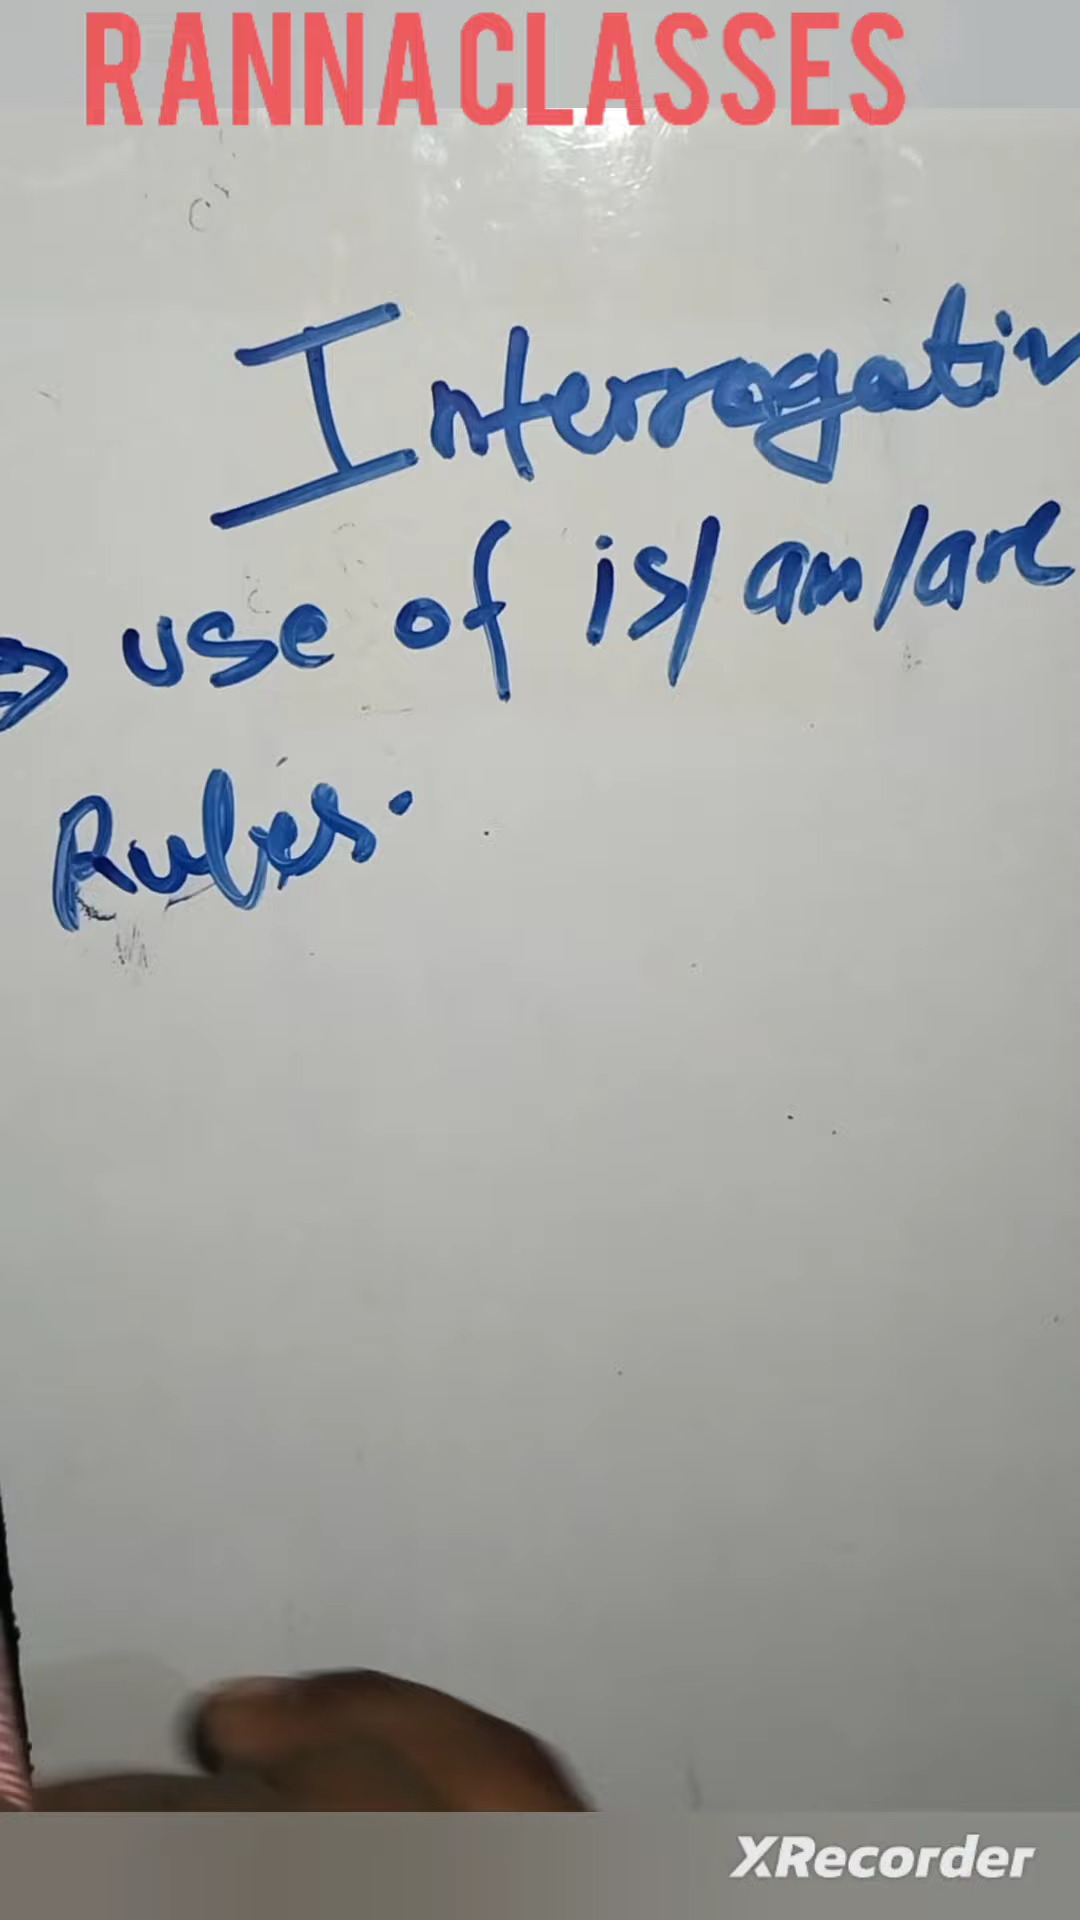 RANNA CLASSES
Interrogativ
⇒ use of is/am/are
Rules.
XRecorder